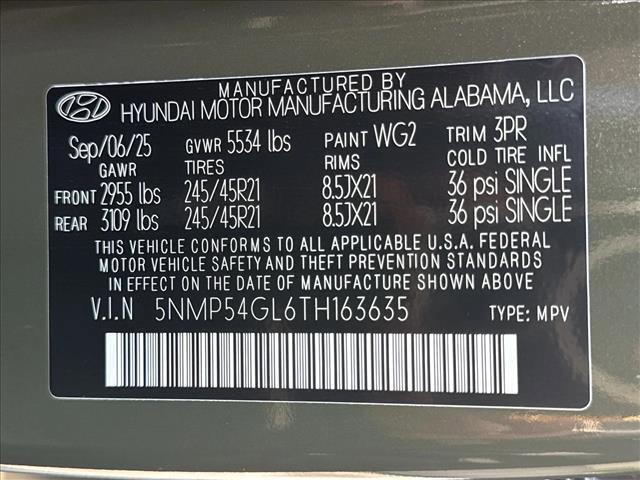 MANUFACTURED BY
HYUNDAI MOTOR MANUFACTURING ALABAMA, LLC
Sep/06/25 GVWR 5534 lbs PAINT WG2 TRIM 3PR
GAWR TIRES RIMS COLD TIRE INFL
FRONT 2955 lbs 245/45R21 8.5JX21 36 psi SINGLE
REAR 3109 lbs 245/45R21 8.5JX21 36 psi SINGLE
THIS VEHICLE CONFORMS TO ALL APPLICABLE U.S.A. FEDERAL
MOTOR VEHICLE SAFETY AND THEFT PREVENTION STANDARDS
IN EFFECT ON THE DATE OF MANUFACTURE SHOWN ABOVE
V.I.N 5NMP54GL6TH163635 TYPE: MPV